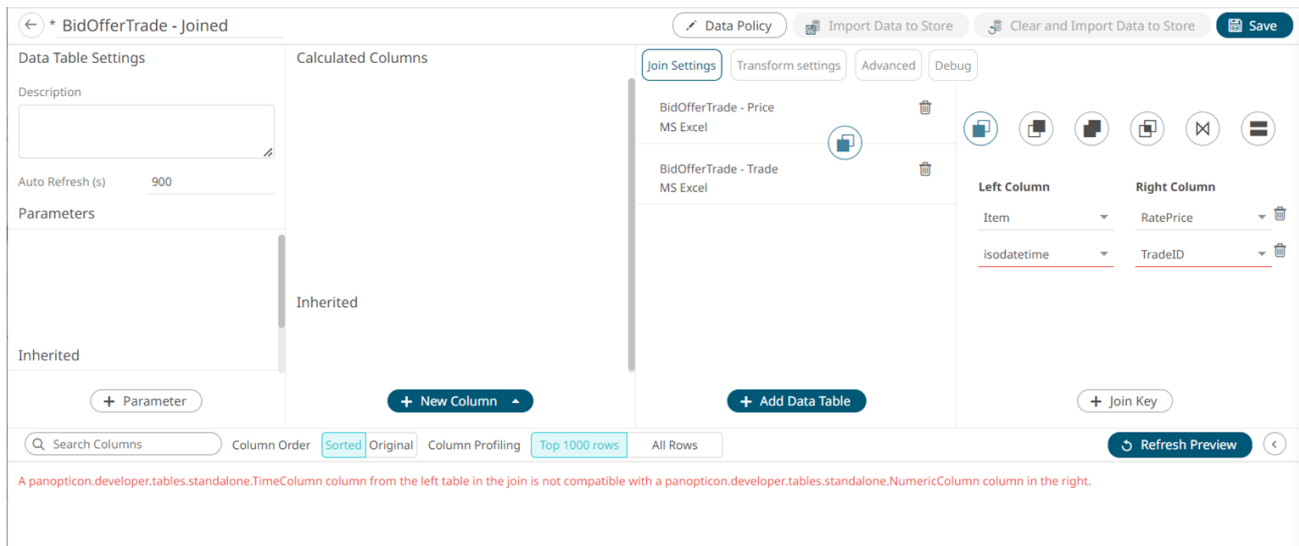 * BidOfferTrade - Joined
Data Policy
Import Data to Store
Clear and Import Data to Store
Save
Data Table Settings
Description
Auto Refresh (s) 900
Parameters
Inherited
+ Parameter
Calculated Columns
Inherited
+ New Column
Join Settings
Transform settings
Advanced
Debug
BidOfferTrade - Price
MS Excel
BidOfferTrade - Trade
MS Excel
+ Add Data Table
Left Column Right Column
Item RatePrice
isodatetime TradeID
+ Join Key
Search Columns
Column Order Sorted Original
Column Profiling Top 1000 rows All Rows
Refresh Preview
A panopticon.developer.tables.standalone.TimeColumn column from the left table in the join is not compatible with a panopticon.developer.tables.standalone.NumericColumn column in the right.